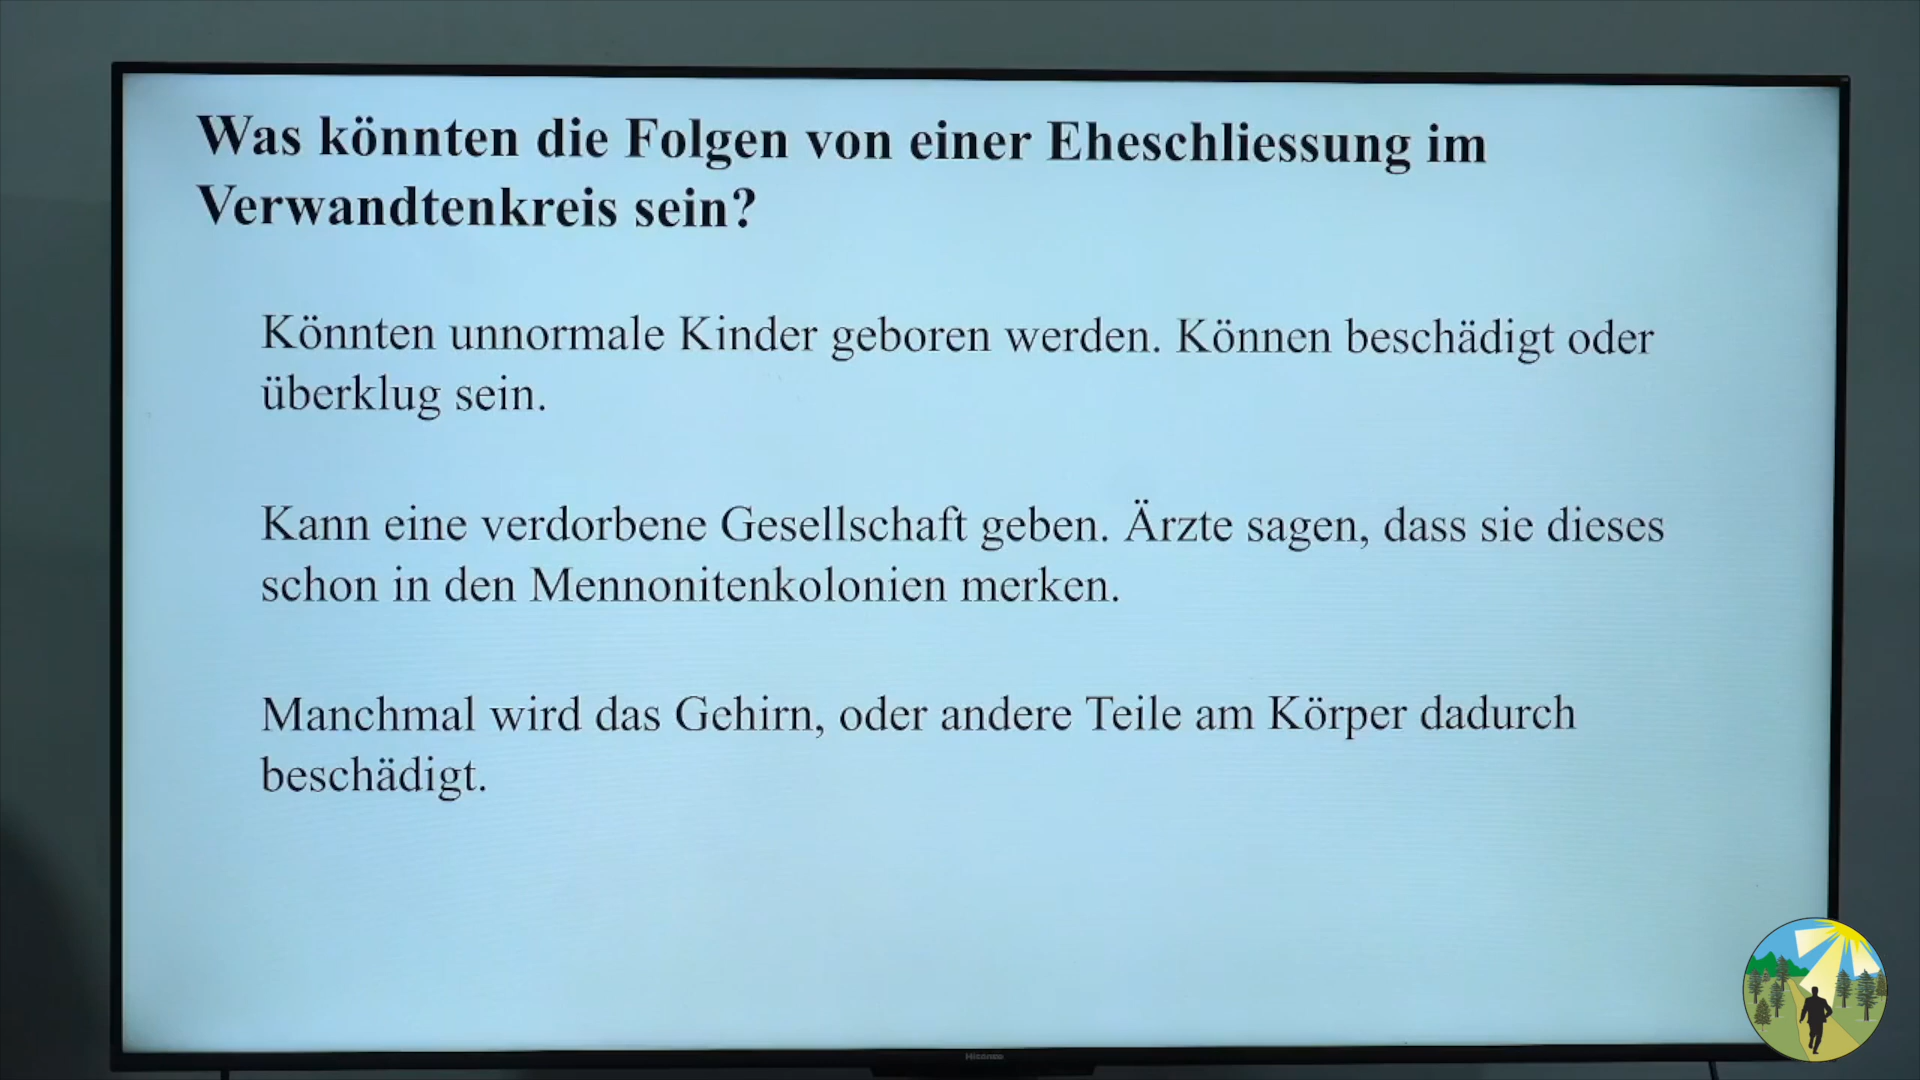 Was könnten die Folgen von einer Eheschliessung im
Verwandtenkreis sein?
Könnten unnormale Kinder geboren werden. Können beschädigt oder
überklug sein.
Kann eine verdorbene Gesellschaft geben. Ärzte sagen, dass sie dieses
schon in den Mennonitenkolonien merken.
Manchmal wird das Gehirn, oder andere Teile am Körper dadurch
beschädigt.
Hisense